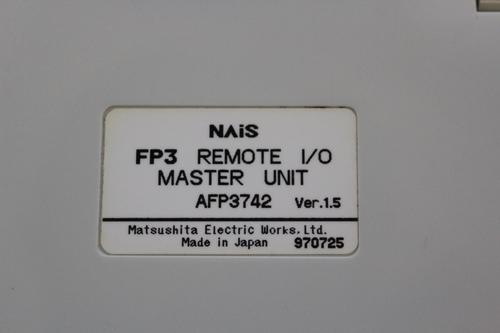 NAiS
FP3 REMOTE I/O
MASTER UNIT
AFP3742 Ver.1.5
Matsushita Electric Works, Ltd.
Made in Japan 970725